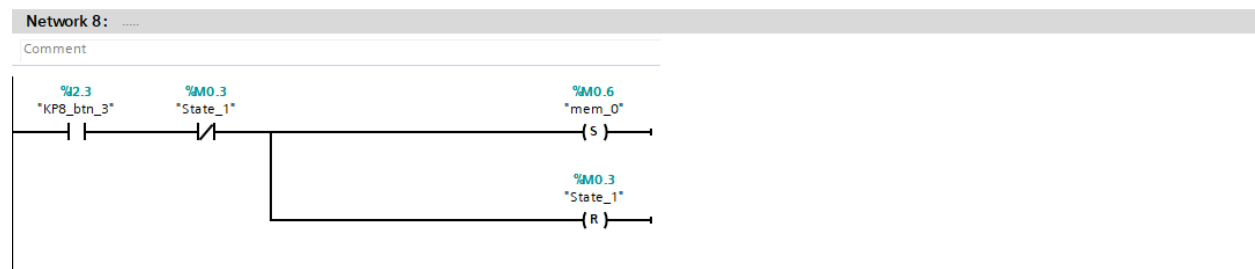 Network 8: .....
Comment
%I2.3
"KP8_btn_3"
%M0.3
"State_1"
%M0.6
"mem_0"
S
%M0.3
"State_1"
R